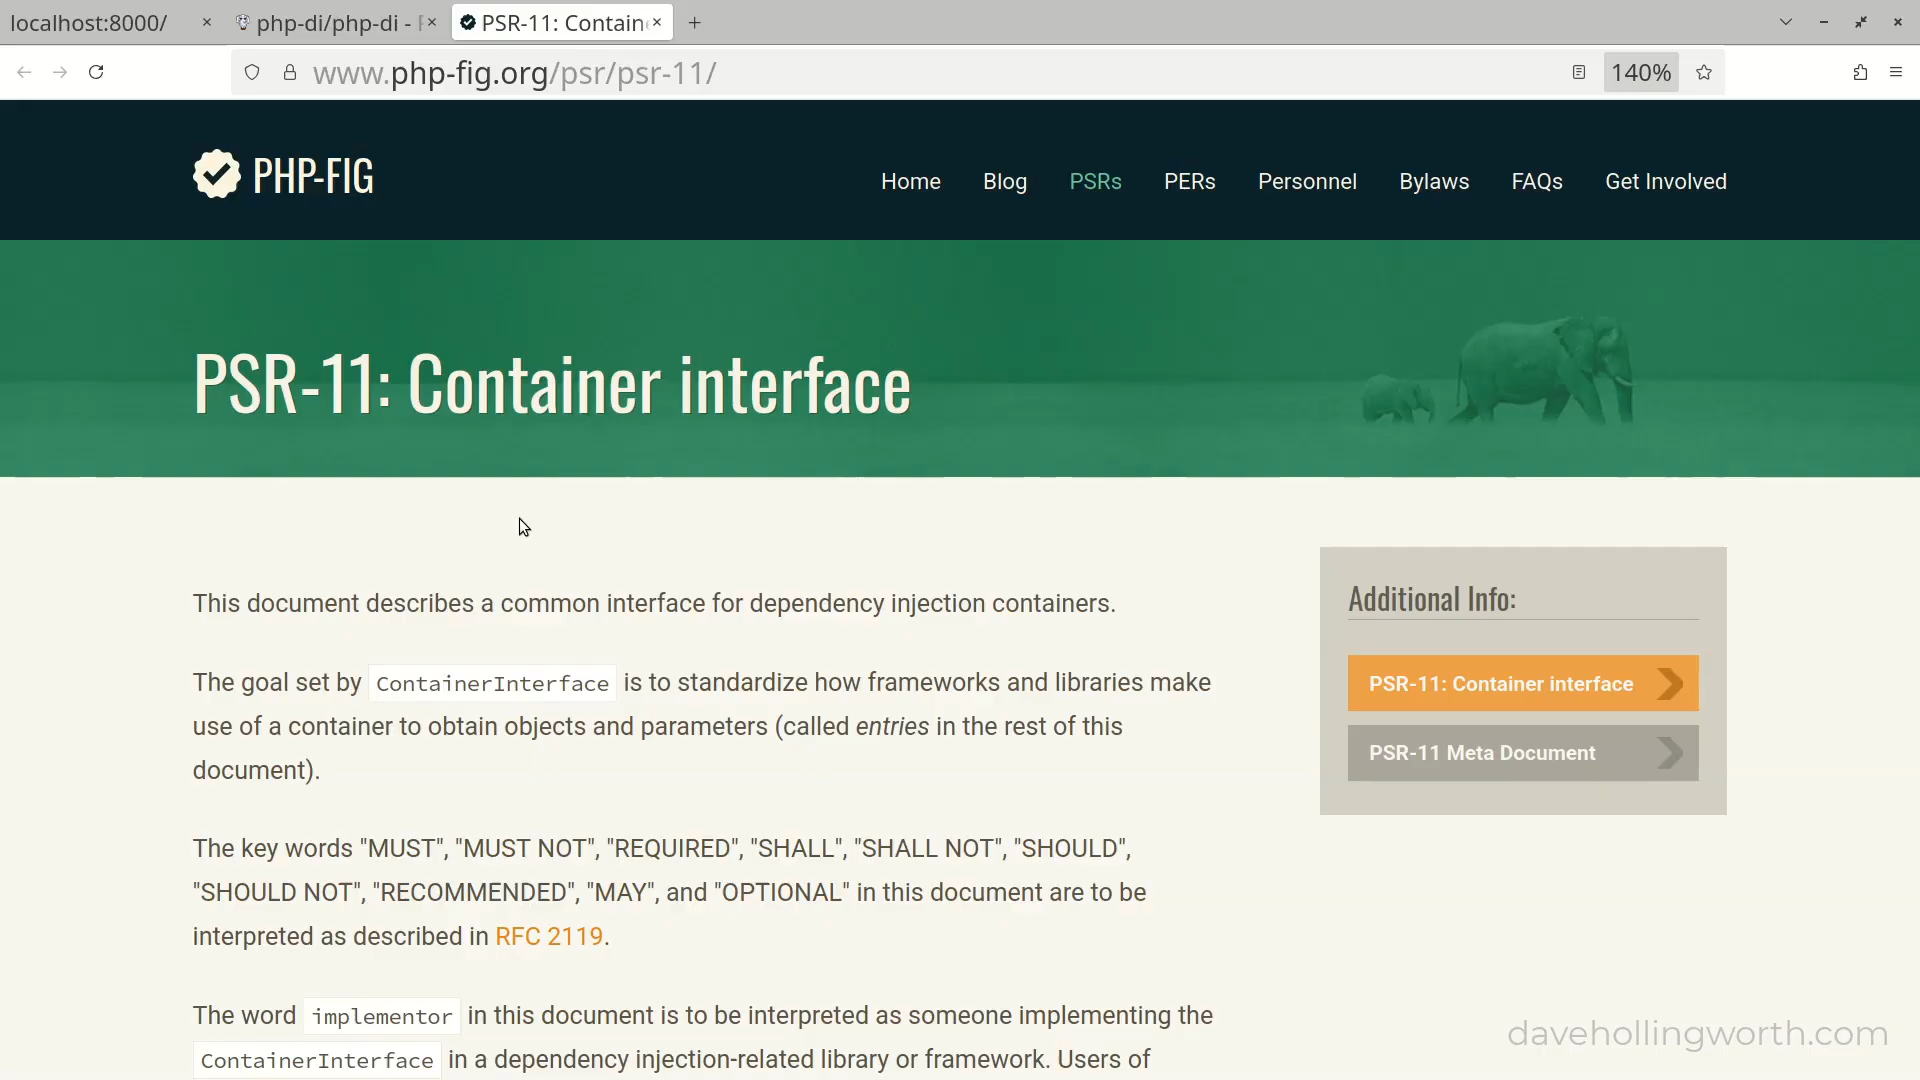 localhost:8000/
php-di/php-di -
PSR-11: Contain
www.php-fig.org/psr/psr-11/
140%
PHP-FIG
Home
Blog
PSRs
PERs
Personnel
Bylaws
FAQs
Get Involved
PSR-11: Container interface
This document describes a common interface for dependency injection containers.
The goal set by ContainerInterface is to standardize how frameworks and libraries make
use of a container to obtain objects and parameters (called entries in the rest of this
document).
The key words "MUST", "MUST NOT", "REQUIRED", "SHALL", "SHALL NOT", "SHOULD",
"SHOULD NOT", "RECOMMENDED", "MAY", and "OPTIONAL" in this document are to be
interpreted as described in RFC 2119.
The word implementor in this document is to be interpreted as someone implementing the
ContainerInterface in a dependency injection-related library or framework. Users of
Additional Info:
PSR-11: Container interface
PSR-11 Meta Document
davehollingworth.com